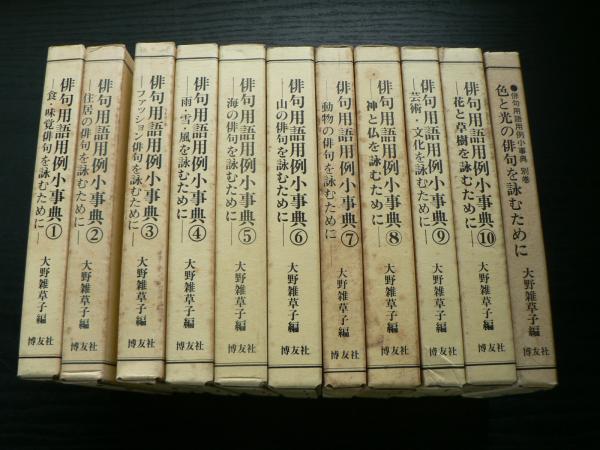 俳句用語用例小事典①
―食・味覚俳句を詠むために―
大野雑草子編
博友社
俳句用語用例小事典②
―住居の俳句を詠むために―
大野雑草子編
博友社
俳句用語用例小事典③
―ファッション俳句を詠むために―
大野雑草子編
博友社
俳句用語用例小事典④
―雨・雪・風を詠むために―
大野雑草子編
博友社
俳句用語用例小事典⑤
―海の俳句を詠むために―
大野雑草子編
博友社
俳句用語用例小事典⑥
―山の俳句を詠むために―
大野雑草子編
博友社
俳句用語用例小事典⑦
―動物の俳句を詠むために―
大野雑草子編
博友社
俳句用語用例小事典⑧
―神と仏を詠むために―
大野雑草子編
博友社
俳句用語用例小事典⑨
―芸術・文化を詠むために―
大野雑草子編
博友社
俳句用語用例小事典⑩
―花と草樹を詠むために―
大野雑草子編
博友社
●俳句用語用例小事典 別巻
色と光の俳句を詠むために
大野雑草子編
博友社